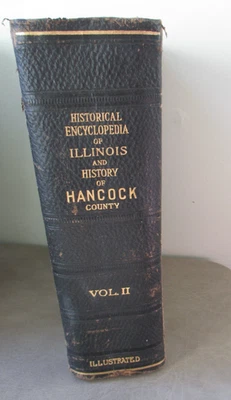 HISTORICAL
ENCYCLOPEDIA
OF
ILLINOIS
AND
HISTORY
OF
HANCOCK
COUNTY
VOL. II
ILLUSTRATED